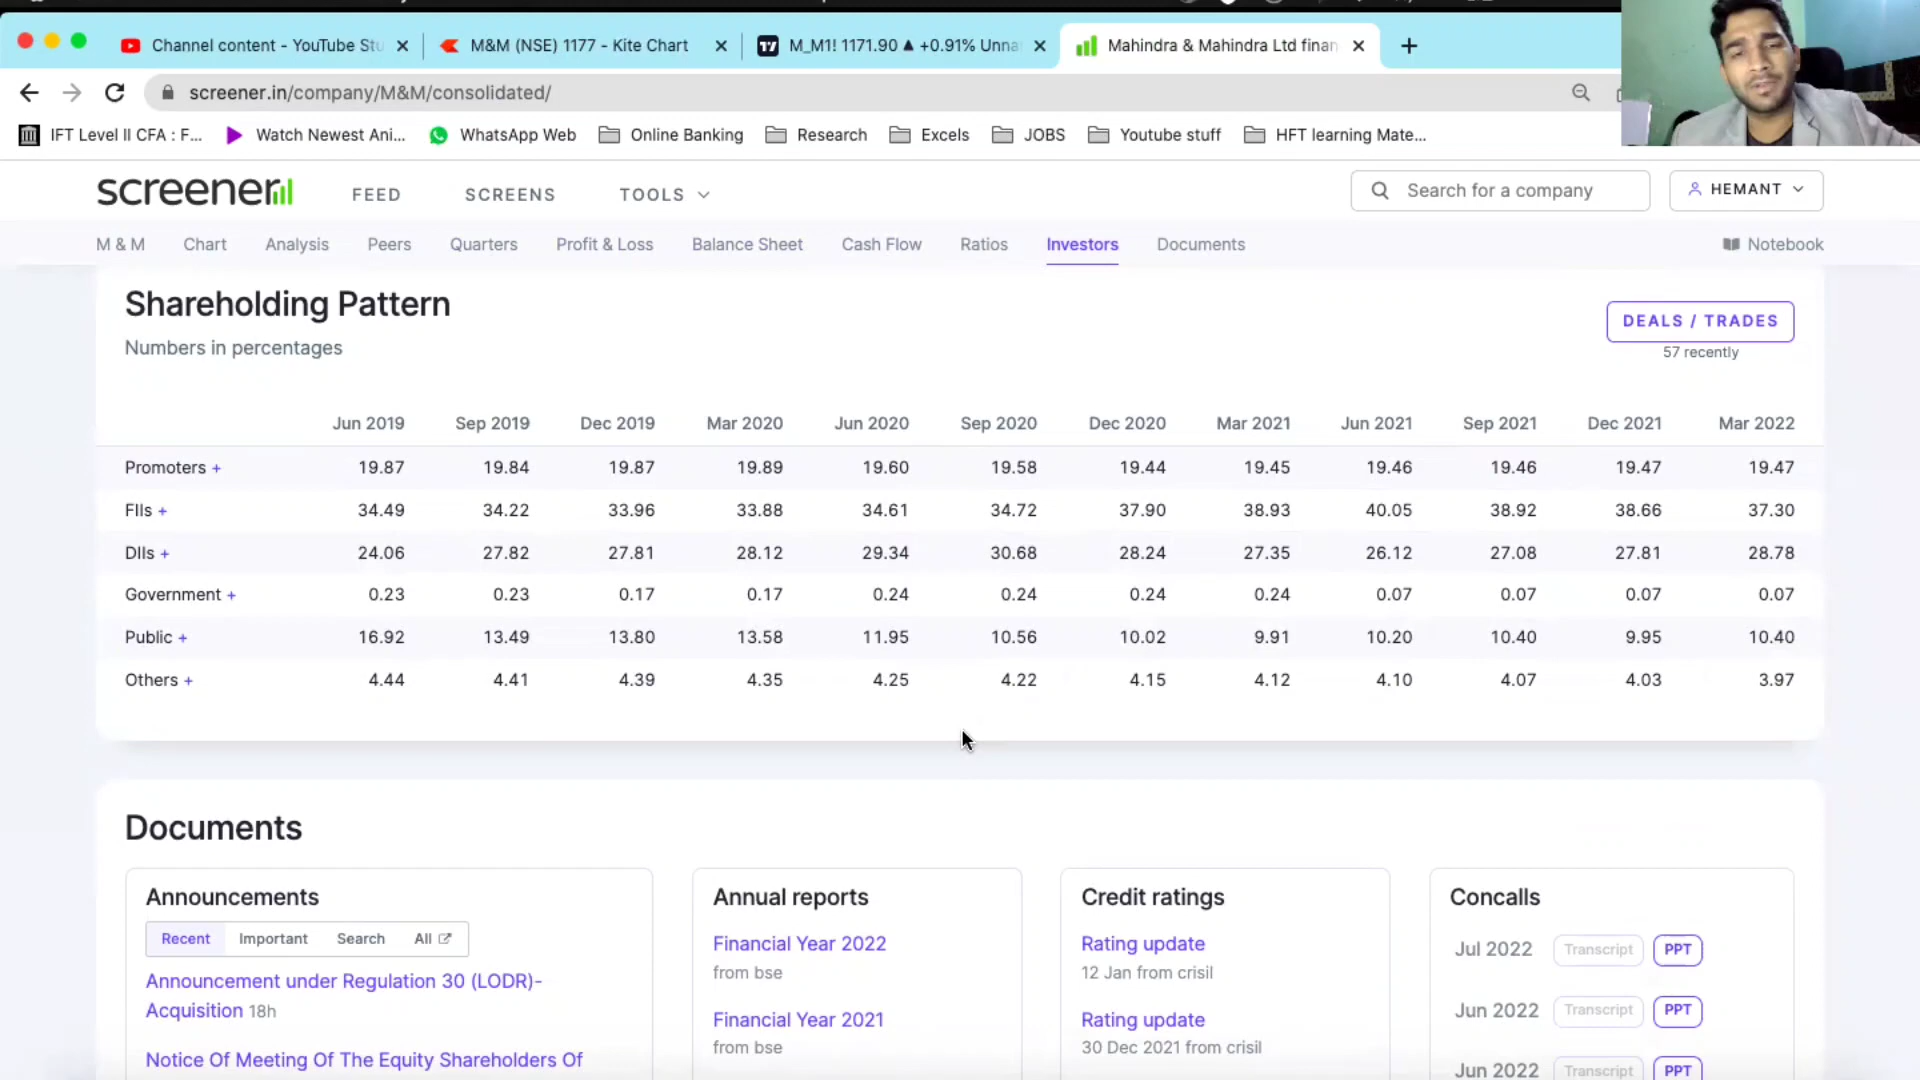 Channel content - YouTube Stu
M&M (NSE) 1177 - Kite Chart
M_M1! 1171.90 ▲ +0.91% Unna
Mahindra & Mahindra Ltd finan
screener.in/company/M&M/consolidated/
IFT Level II CFA : F...
Watch Newest Ani...
WhatsApp Web
Online Banking
Research
Excels
JOBS
Youtube stuff
HFT learning Mate...
screener
FEED
SCREENS
TOOLS
Search for a company
HEMANT
M & M
Chart
Analysis
Peers
Quarters
Profit & Loss
Balance Sheet
Cash Flow
Ratios
Investors
Documents
Notebook
Shareholding Pattern
Numbers in percentages
DEALS / TRADES
57 recently
Jun 2019 Sep 2019 Dec 2019 Mar 2020 Jun 2020 Sep 2020 Dec 2020 Mar 2021 Jun 2021 Sep 2021 Dec 2021 Mar 2022
Promoters + 19.87 19.84 19.87 19.89 19.60 19.58 19.44 19.45 19.46 19.46 19.47 19.47
FIIs + 34.49 34.22 33.96 33.88 34.61 34.72 37.90 38.93 40.05 38.92 38.66 37.30
DIIs + 24.06 27.82 27.81 28.12 29.34 30.68 28.24 27.35 26.12 27.08 27.81 28.78
Government + 0.23 0.23 0.17 0.17 0.24 0.24 0.24 0.24 0.07 0.07 0.07 0.07
Public + 16.92 13.49 13.80 13.58 11.95 10.56 10.02 9.91 10.20 10.40 9.95 10.40
Others + 4.44 4.41 4.39 4.35 4.25 4.22 4.15 4.12 4.10 4.07 4.03 3.97
Documents
Announcements
Recent
Important
Search
All
Announcement under Regulation 30 (LODR)-
Acquisition 18h
Notice Of Meeting Of The Equity Shareholders Of
Annual reports
Financial Year 2022
from bse
Financial Year 2021
from bse
Credit ratings
Rating update
12 Jan from crisil
Rating update
30 Dec 2021 from crisil
Concalls
Jul 2022 Transcript PPT
Jun 2022 Transcript PPT
Jun 2022 Transcript PPT